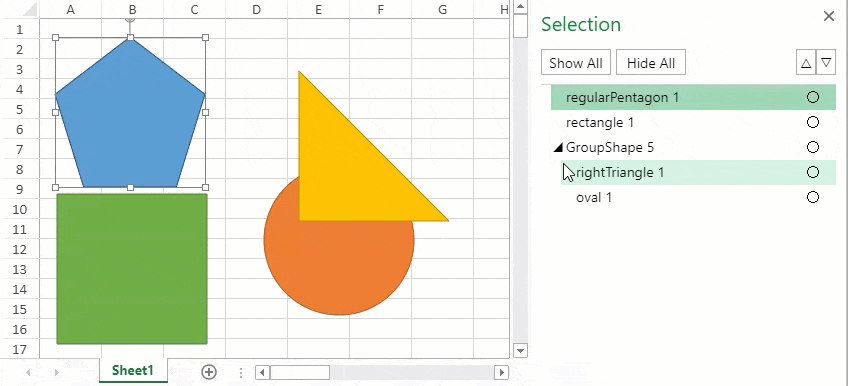 A B C D E F G H
1
2
3
4
5
6
7
8
9
10
11
12
13
14
15
16
17
Sheet1
Selection
Show All Hide All
regularPentagon 1
rectangle 1
GroupShape 5
rightTriangle 1
oval 1